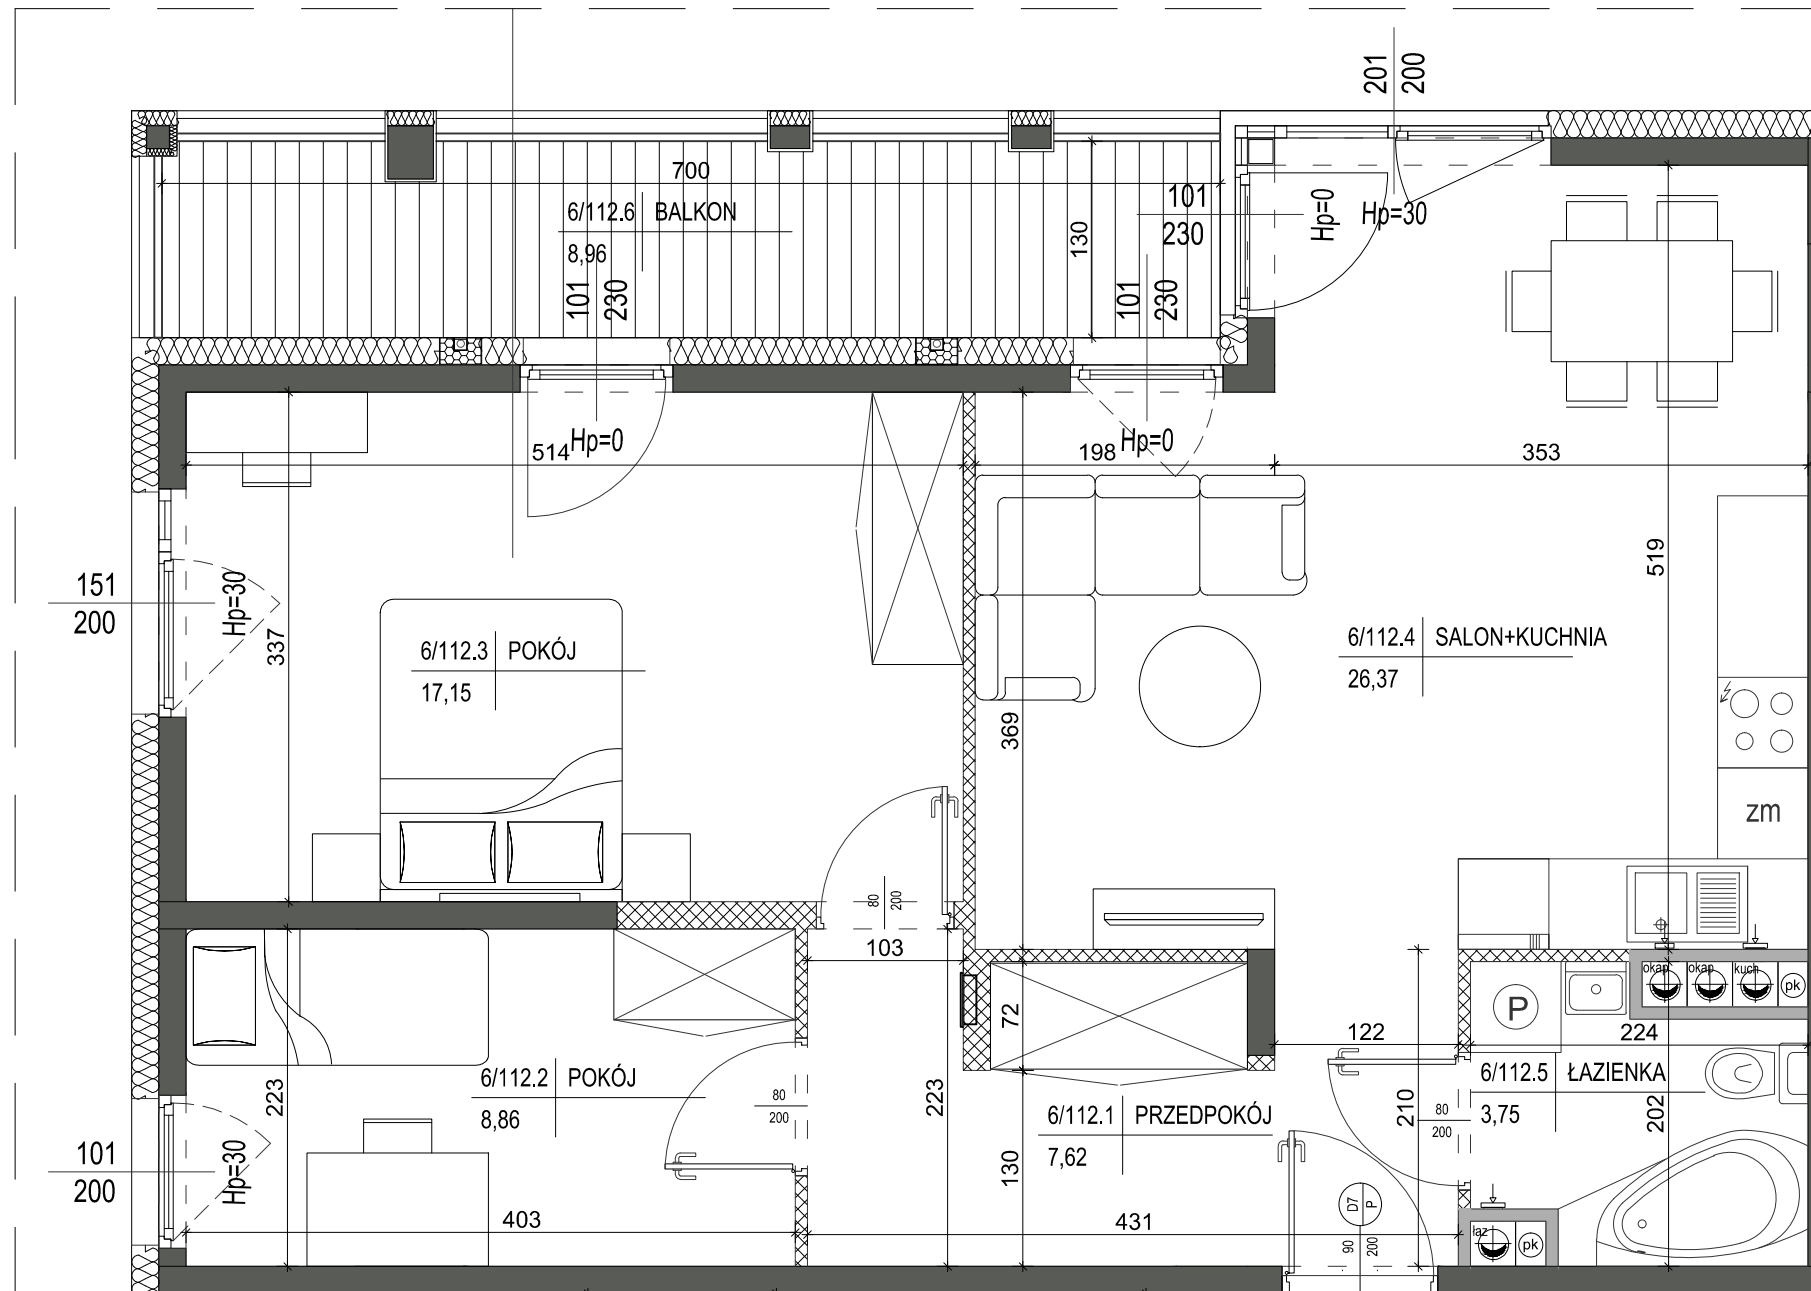 201
200
700
6/112.6 BALKON
8,96
130
101
230
Hp=0
Hp=30
101
230
101
230
Hp=0
Hp=0
514
198
353
151
200
Hp=30
337
519
6/112.3 POKÓJ
17,15
6/112.4 SALON+KUCHNIA
26,37
369
zm
80
200
103
okap
okap
kuch
pk
P
72
122
224
6/112.2 POKÓJ
8,86
223
80
200
223
6/112.1 PRZEDPOKÓJ
7,62
210
80
200
6/112.5 ŁAZIENKA
3,75
202
101
200
Hp=30
130
D7
P
90
200
403
431
łaz
pk